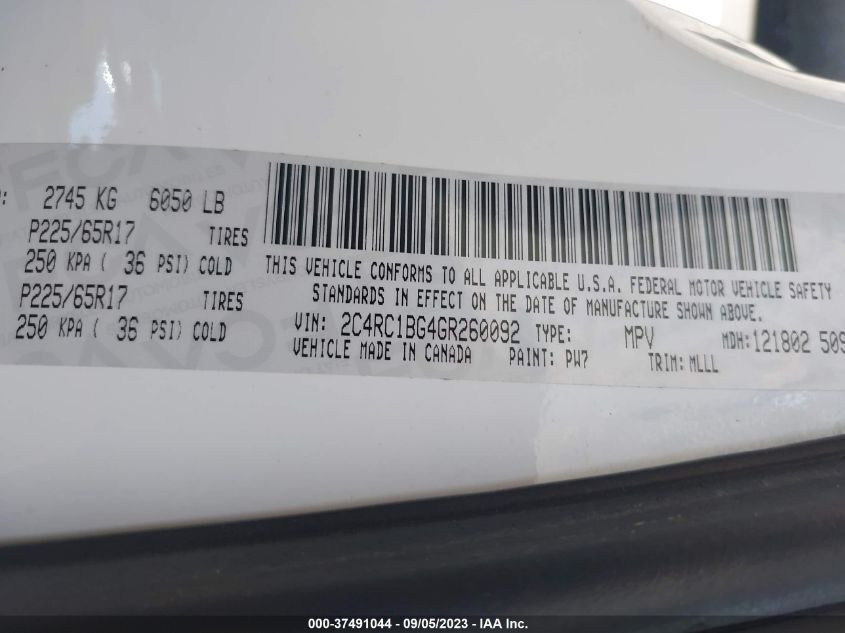 2745 KG 6050 LB
P225/65R17 TIRES
250 KPA ( 36 PSI) COLD
P225/65R17 TIRES
250 KPA ( 36 PSI) COLD
THIS VEHICLE CONFORMS TO ALL APPLICABLE U.S.A. FEDERAL MOTOR VEHICLE SAFETY
STANDARDS IN EFFECT ON THE DATE OF MANUFACTURE SHOWN ABOVE.
VIN: 2C4RC1BG4GR260092 TYPE: MPV MDH:121802 509
VEHICLE MADE IN CANADA PAINT: PW7 TRIM: MLLL
000-37491044 - 09/05/2023 - IAA Inc.